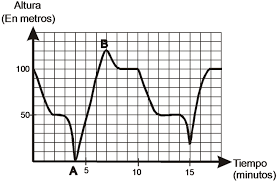 Altura
(En metros)
B
100
50
A
5
10
15
Tiempo
(minutos)